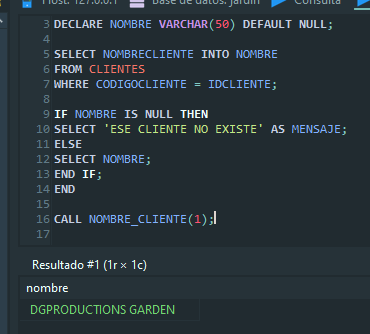 Host: 127.0.0.1 Base de datos: jardin Consulta
3 DECLARE NOMBRE VARCHAR(50) DEFAULT NULL;
4
5 SELECT NOMBRECLIENTE INTO NOMBRE
6 FROM CLIENTES
7 WHERE CODIGOCLIENTE = IDCLIENTE;
8
9 IF NOMBRE IS NULL THEN
10 SELECT 'ESE CLIENTE NO EXISTE' AS MENSAJE;
11 ELSE
12 SELECT NOMBRE;
13 END IF;
14 END
15
16 CALL NOMBRE_CLIENTE(1);
17
Resultado #1 (1r × 1c)
nombre
DGPRODUCTIONS GARDEN